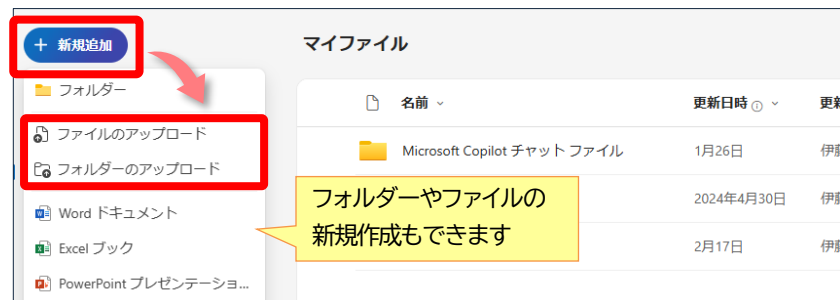 新規追加
マイファイル
フォルダー
名前
更新日時
ファイルのアップロード
Microsoft Copilot チャット ファイル
1月26日
フォルダーのアップロード
フォルダーやファイルの
新規作成もできます
2024年4月30日
Word ドキュメント
Excel ブック
2月17日
PowerPoint プレゼンテーショ...